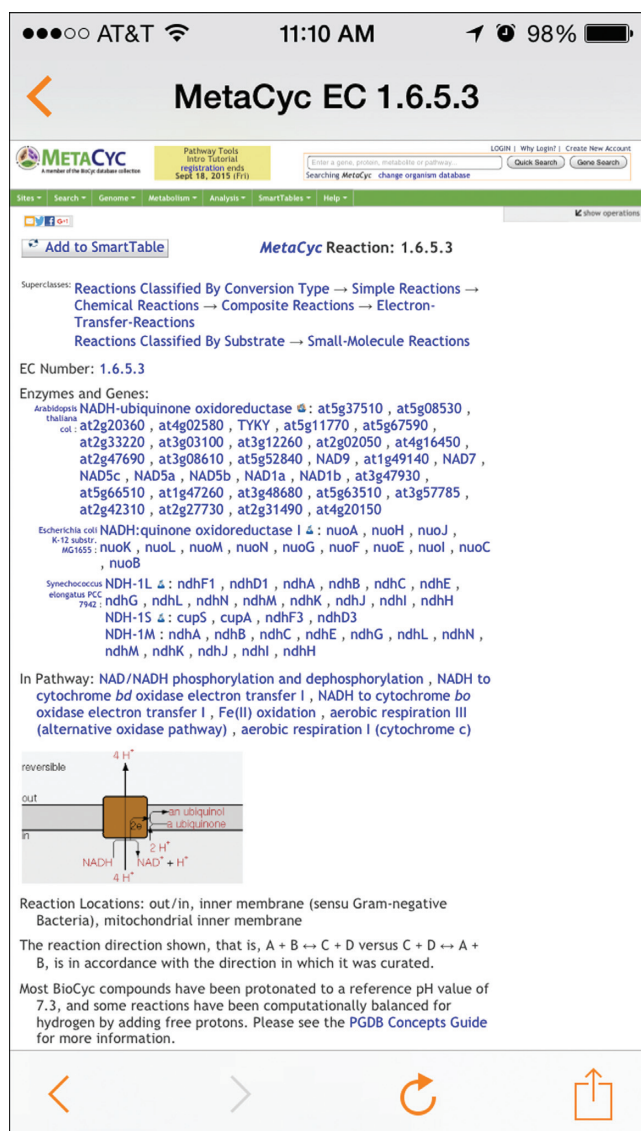 AT&T 11:10 AM 98%
MetaCyc EC 1.6.5.3
LOGIN | Why Login? | Create New Account
METACYC
A member of the BioCyc database collection
Pathway Tools
Intro Tutorial
registration ends
Sept 18, 2015 (Fri)
Enter a gene, protein, metabolite or pathway... Quick Search Gene Search
Searching MetaCyc change organism database
Sites Search Genome Metabolism Analysis SmartTables Help
show operations
G+1
Add to SmartTable MetaCyc Reaction: 1.6.5.3
Superclasses: Reactions Classified By Conversion Type → Simple Reactions →
Chemical Reactions → Composite Reactions → Electron-
Transfer-Reactions
Reactions Classified By Substrate → Small-Molecule Reactions
EC Number: 1.6.5.3
Enzymes and Genes:
Arabidopsis thaliana col : NADH-ubiquinone oxidoreductase : at5g37510 , at5g08530 ,
at2g20360 , at4g02580 , TYKY , at5g11770 , at5g67590 ,
at2g33220 , at3g03100 , at3g12260 , at2g02050 , at4g16450 ,
at2g47690 , at3g08610 , at5g52840 , NAD9 , at1g49140 , NAD7 ,
NAD5c , NAD5a , NAD5b , NAD1a , NAD1b , at3g47930 ,
at5g66510 , at1g47260 , at3g48680 , at5g63510 , at3g57785 ,
at2g42310 , at2g27730 , at2g31490 , at4g20150
Escherichia coli K-12 substr. MG1655 : NADH:quinone oxidoreductase I : nuoA , nuoH , nuoJ ,
nuoK , nuoL , nuoM , nuoN , nuoG , nuoF , nuoE , nuoI , nuoC
, nuoB
Synechococcus elongatus PCC 7942 : NDH-1L : ndhF1 , ndhD1 , ndhA , ndhB , ndhC , ndhE ,
ndhG , ndhL , ndhN , ndhM , ndhK , ndhJ , ndhI , ndhH
NDH-1S : cupS , cupA , ndhF3 , ndhD3
NDH-1M : ndhA , ndhB , ndhC , ndhE , ndhG , ndhL , ndhN ,
ndhM , ndhK , ndhJ , ndhI , ndhH
In Pathway: NAD/NADH phosphorylation and dephosphorylation , NADH to
cytochrome bd oxidase electron transfer I , NADH to cytochrome bo
oxidase electron transfer I , Fe(II) oxidation , aerobic respiration III
(alternative oxidase pathway) , aerobic respiration I (cytochrome c)
4 H⁺
reversible
out
an ubiquinol
2e⁻ a ubiquinone
in
2 H⁺
NADH NAD⁺ + H⁺
4 H⁺
Reaction Locations: out/in, inner membrane (sensu Gram-negative
Bacteria), mitochondrial inner membrane
The reaction direction shown, that is, A + B ↔ C + D versus C + D ↔ A +
B, is in accordance with the direction in which it was curated.
Most BioCyc compounds have been protonated to a reference pH value of
7.3, and some reactions have been computationally balanced for
hydrogen by adding free protons. Please see the PGDB Concepts Guide
for more information.